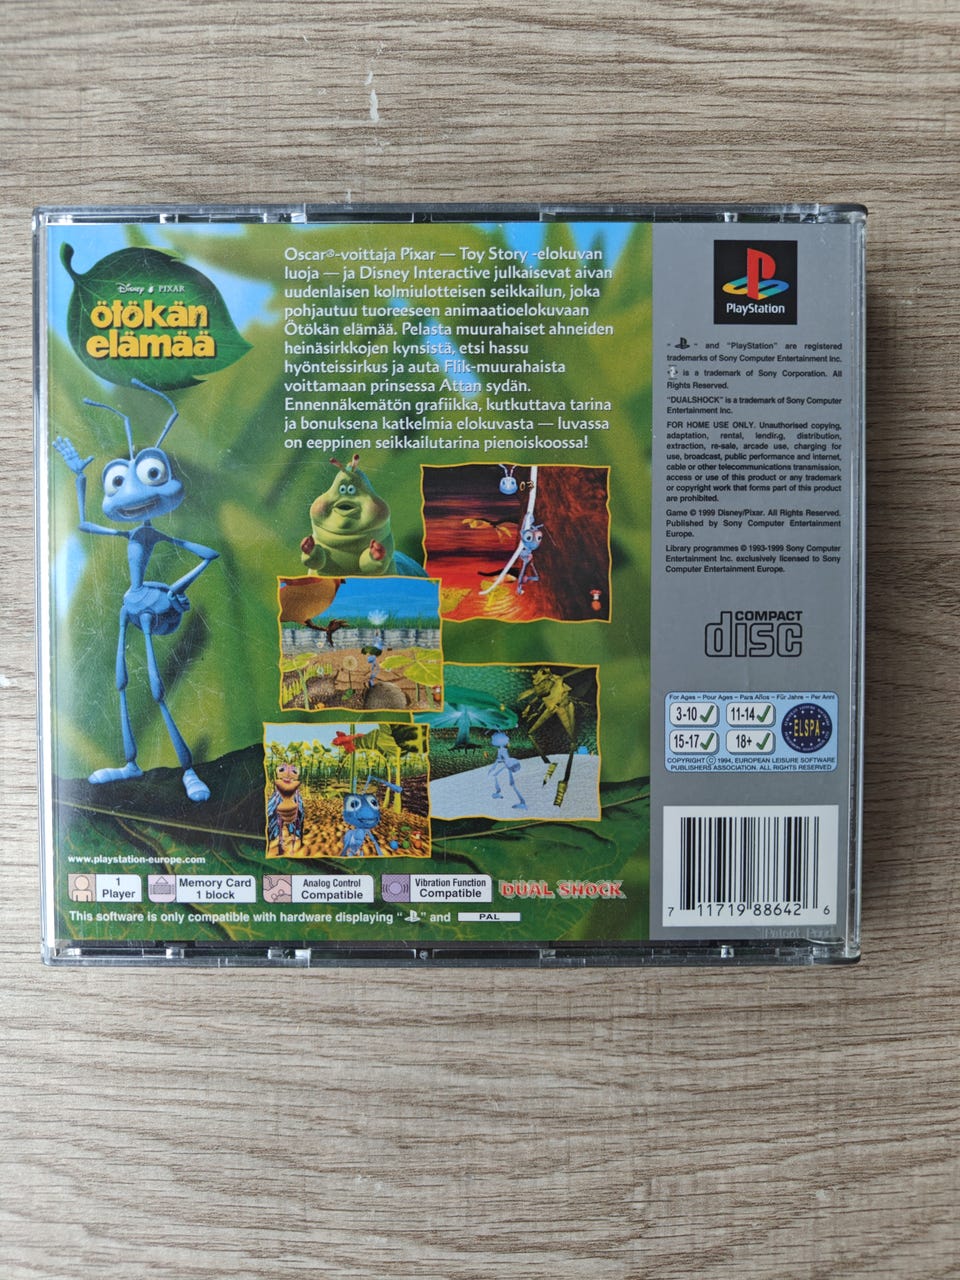 Disney PIXAR
ötökän
elämää
Oscar®-voittaja Pixar — Toy Story -elokuvan
luoja — ja Disney Interactive julkaisevat aivan
uudenlaisen kolmiulotteisen seikkailun, joka
pohjautuu tuoreeseen animaatioelokuvaan
Ötökän elämää. Pelasta muurahaiset ahneiden
heinäsirkkojen kynsistä, etsi hassu
hyönteissirkus ja auta Flik-muurahaista
voittamaan prinsessa Attan sydän.
Ennennäkemätön grafiikka, kutkuttava tarina
ja bonuksena katkelmia elokuvasta — luvassa
on eeppinen seikkailutarina pienoiskoossa!
www.playstation-europe.com
1
Player
Memory Card
1 block
Analog Control
Compatible
Vibration Function
Compatible
DUAL SHOCK
This software is only compatible with hardware displaying " " and PAL
PlayStation
" " and "PlayStation" are registered
trademarks of Sony Computer Entertainment Inc.
is a trademark of Sony Corporation. All
Rights Reserved.
"DUALSHOCK" is a trademark of Sony Computer
Entertainment Inc.
FOR HOME USE ONLY. Unauthorised copying,
adaptation, rental, lending, distribution,
extraction, re-sale, arcade use, charging for
use, broadcast, public performance and internet,
cable or other telecommunications transmission,
access or use of this product or any trademark
or copyright work that forms part of this product
are prohibited.
Game © 1999 Disney/Pixar. All Rights Reserved.
Published by Sony Computer Entertainment
Europe.
Library programmes © 1993-1999 Sony Computer
Entertainment Inc. exclusively licensed to Sony
Computer Entertainment Europe.
COMPACT
disc
For Ages – Pour Ages – Para Años – Für Jahre – Per Anni
3-10 11-14
15-17 18+
ELSPA
COPYRIGHT © 1994, EUROPEAN LEISURE SOFTWARE
PUBLISHERS ASSOCIATION. ALL RIGHTS RESERVED
7 11719 88642 6
Patent Pend